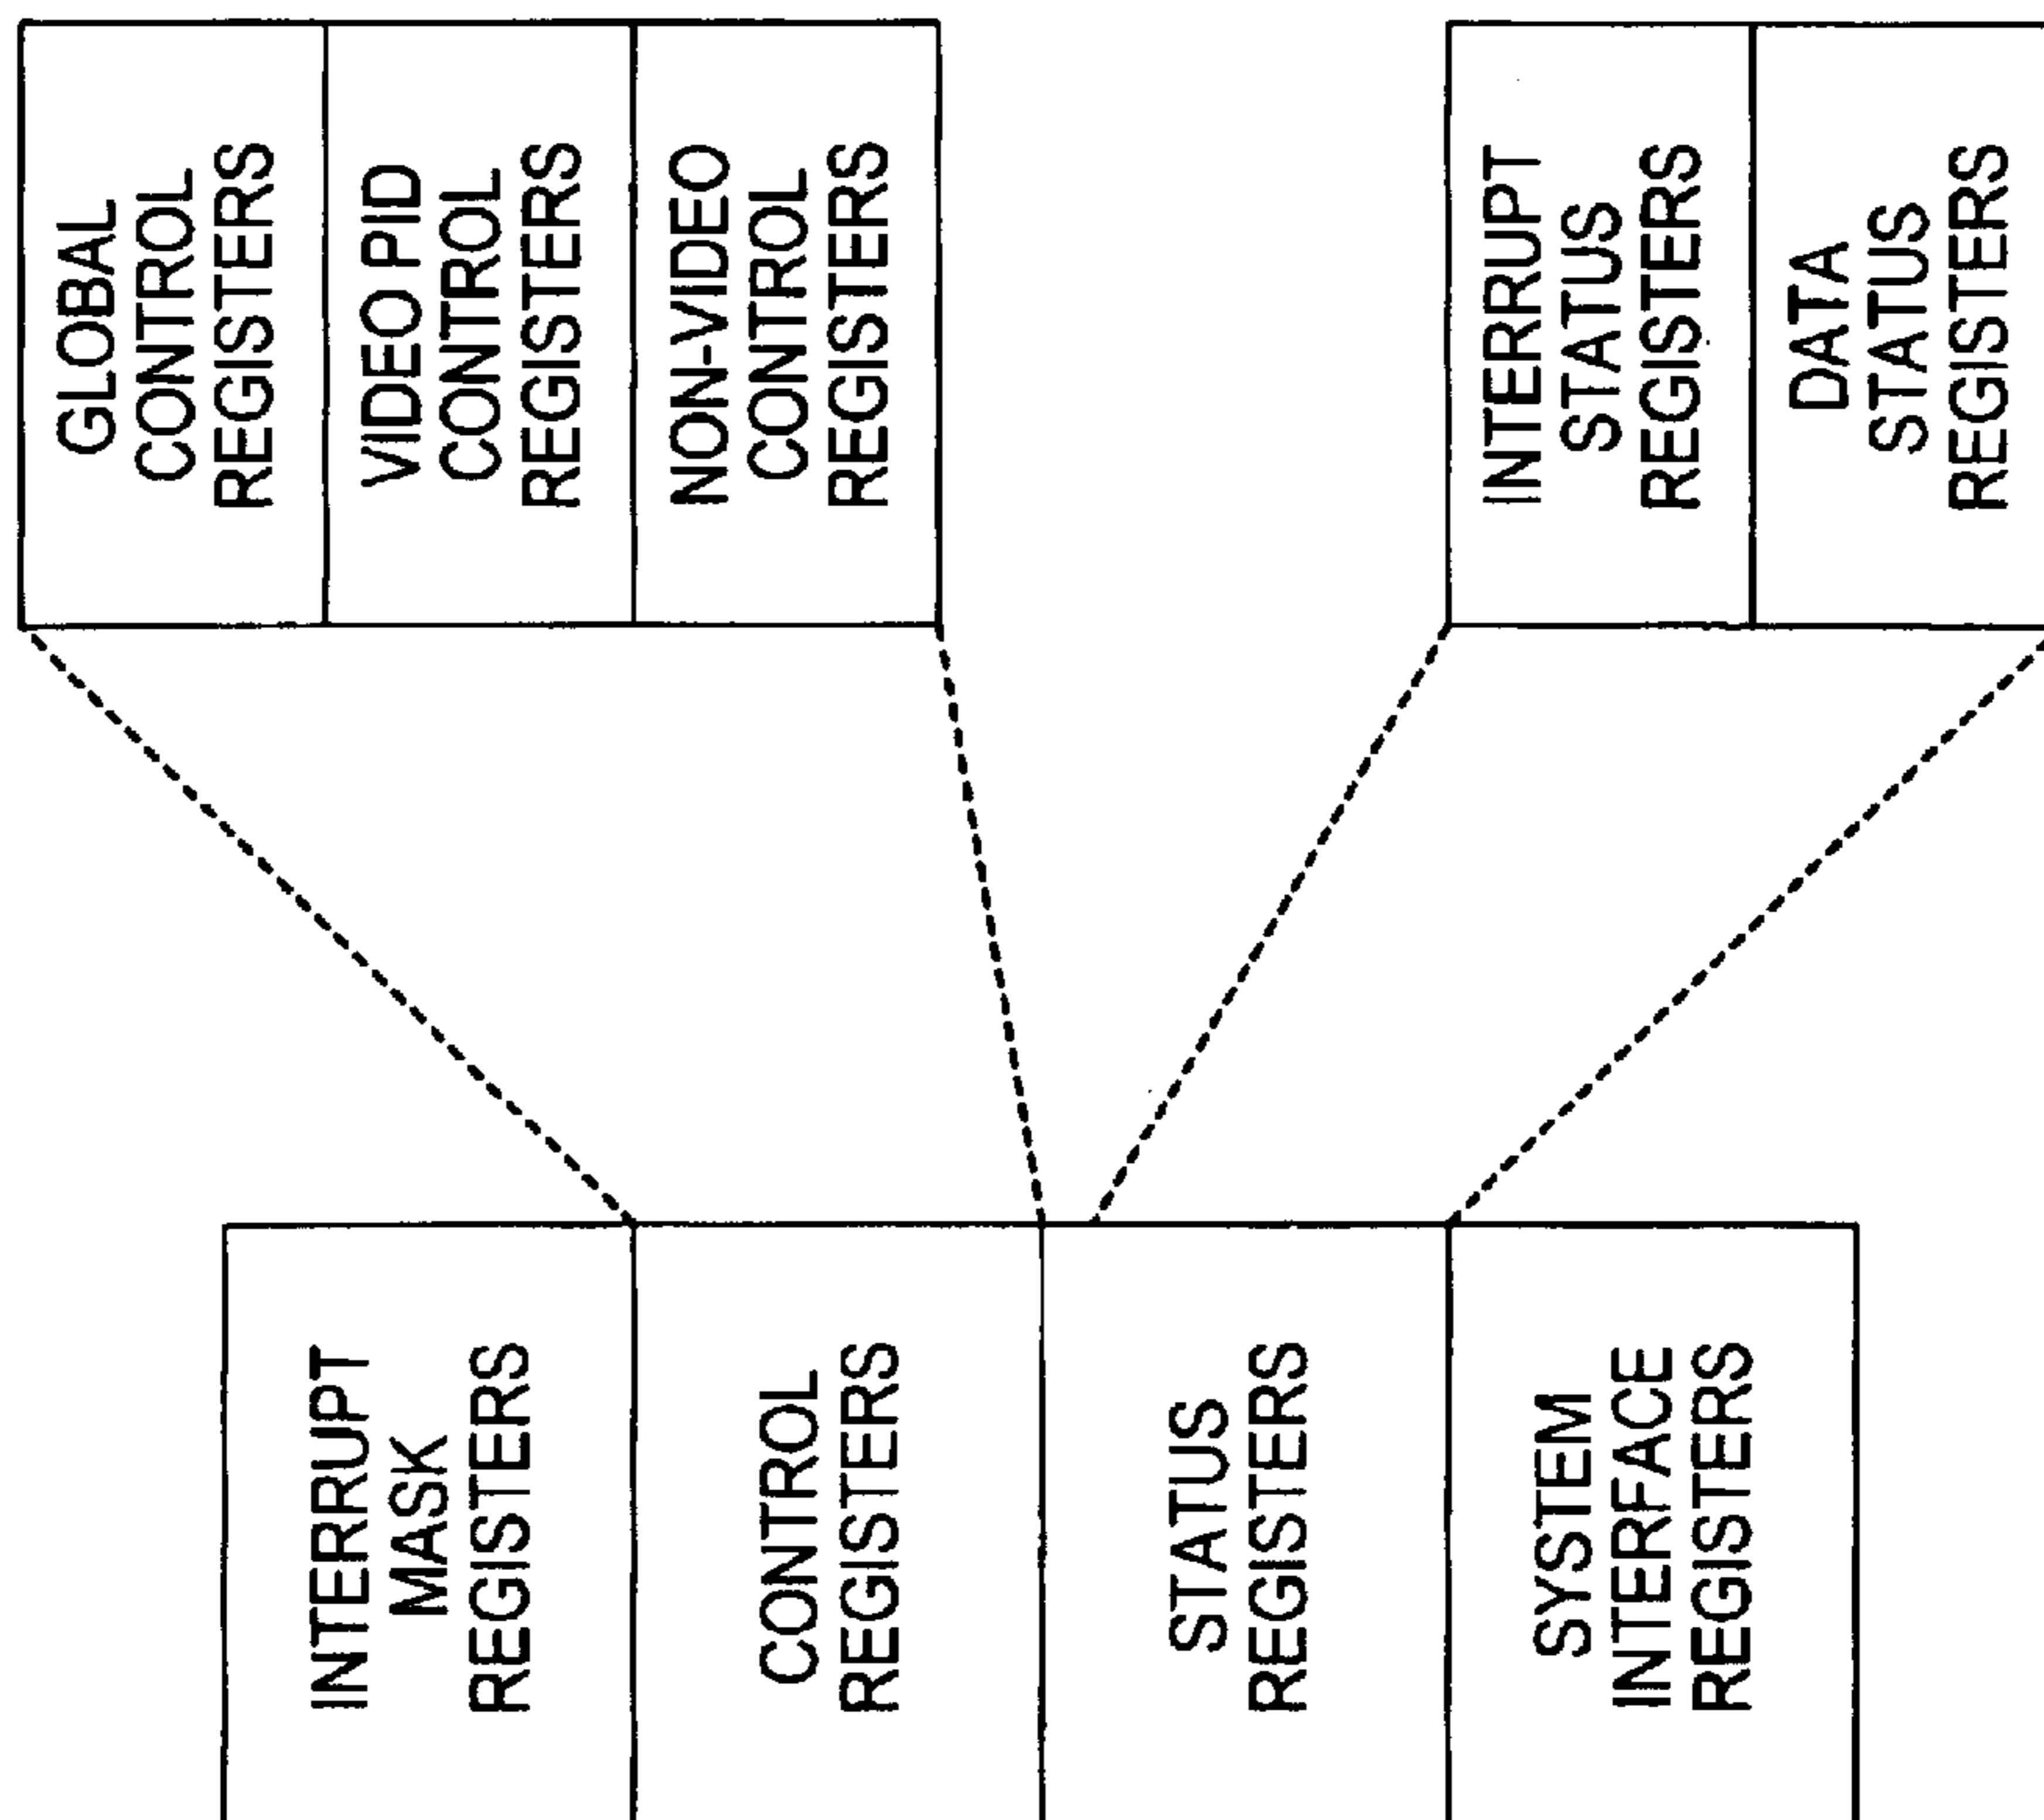 INTERRUPT
MASK
REGISTERS
CONTROL
REGISTERS
STATUS
REGISTERS
SYSTEM
INTERFACE
REGISTERS
GLOBAL
CONTROL
REGISTERS
VIDEO PID
CONTROL
REGISTERS
NON-VIDEO
CONTROL
REGISTERS
INTERRUPT
STATUS
REGISTERS
DATA
STATUS
REGISTERS